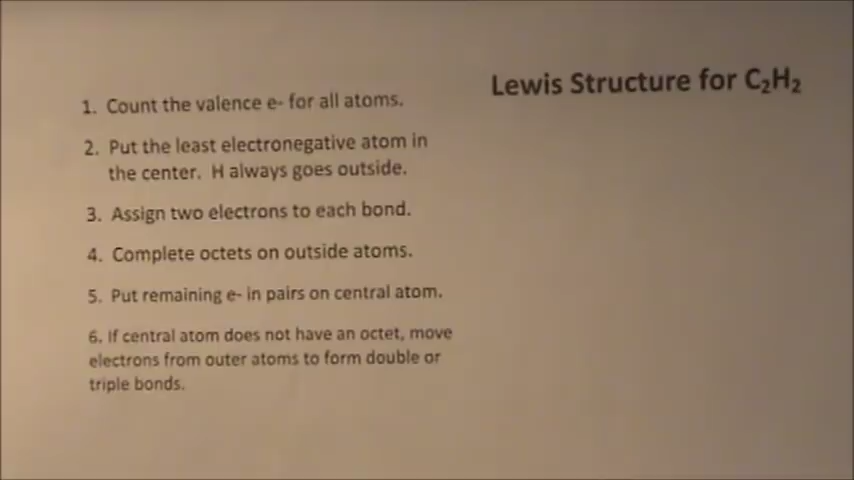 Lewis Structure for C₂H₂
1. Count the valence e- for all atoms.
2. Put the least electronegative atom in
the center. H always goes outside.
3. Assign two electrons to each bond.
4. Complete octets on outside atoms.
5. Put remaining e- in pairs on central atom.
6. If central atom does not have an octet, move
electrons from outer atoms to form double or
triple bonds.